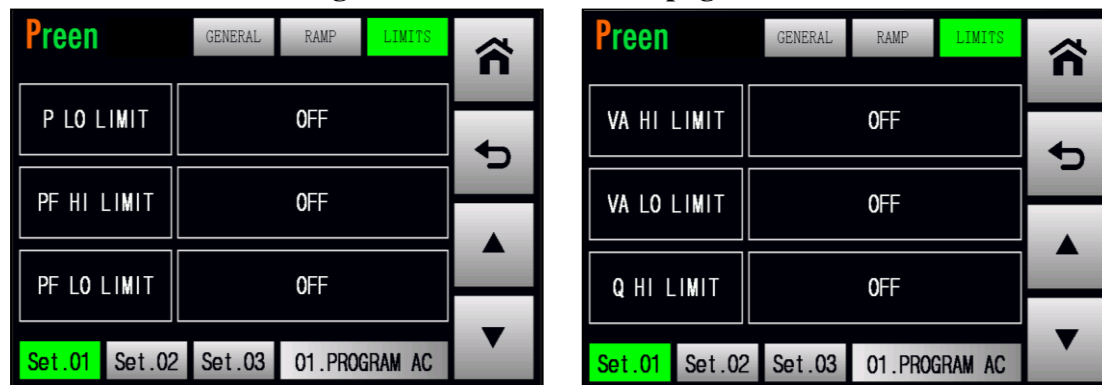 Preen GENERAL RAMP LIMITS
P LO LIMIT OFF
PF HI LIMIT OFF
PF LO LIMIT OFF
Set.01 Set.02 Set.03 01.PROGRAM AC
Preen GENERAL RAMP LIMITS
VA HI LIMIT OFF
VA LO LIMIT OFF
Q HI LIMIT OFF
Set.01 Set.02 Set.03 01.PROGRAM AC